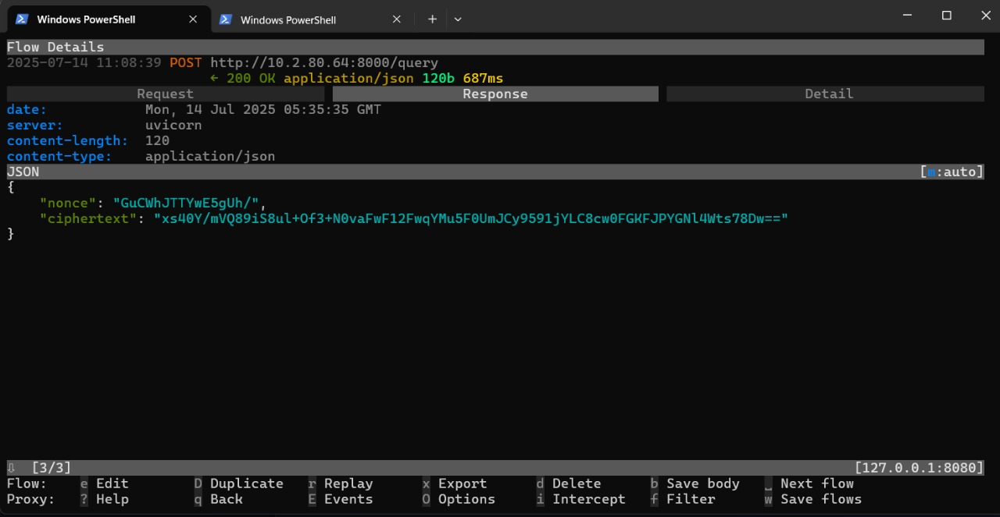 Windows PowerShell
Windows PowerShell
Flow Details
2025-07-14 11:08:39 POST http://10.2.80.64:8000/query
← 200 OK application/json 120b 687ms
Request Response Detail
date: Mon, 14 Jul 2025 05:35:35 GMT
server: uvicorn
content-length: 120
content-type: application/json
JSON [m:auto]
{
"nonce": "GuCWhJTTYwE5gUh/",
"ciphertext": "xs40Y/mVQ89iS8ul+Of3+N0vaFwF12FwqYMu5F0UmJCy9591jYLC8cw0FGKFJPYGNl4Wts78Dw=="
}
⇩ [3/3] [127.0.0.1:8080]
Flow: e Edit D Duplicate r Replay x Export d Delete b Save body ␣ Next flow
Proxy: ? Help q Back E Events O Options i Intercept f Filter w Save flows